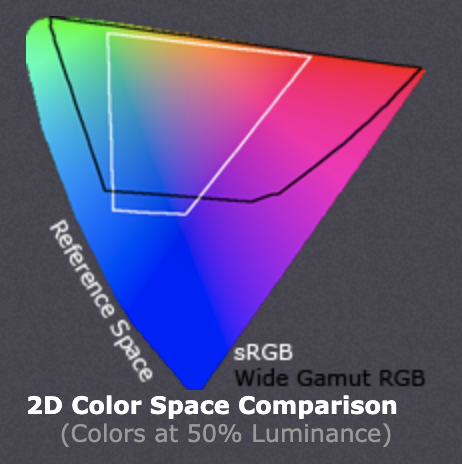 Reference Space
sRGB
Wide Gamut RGB
2D Color Space Comparison
(Colors at 50% Luminance)